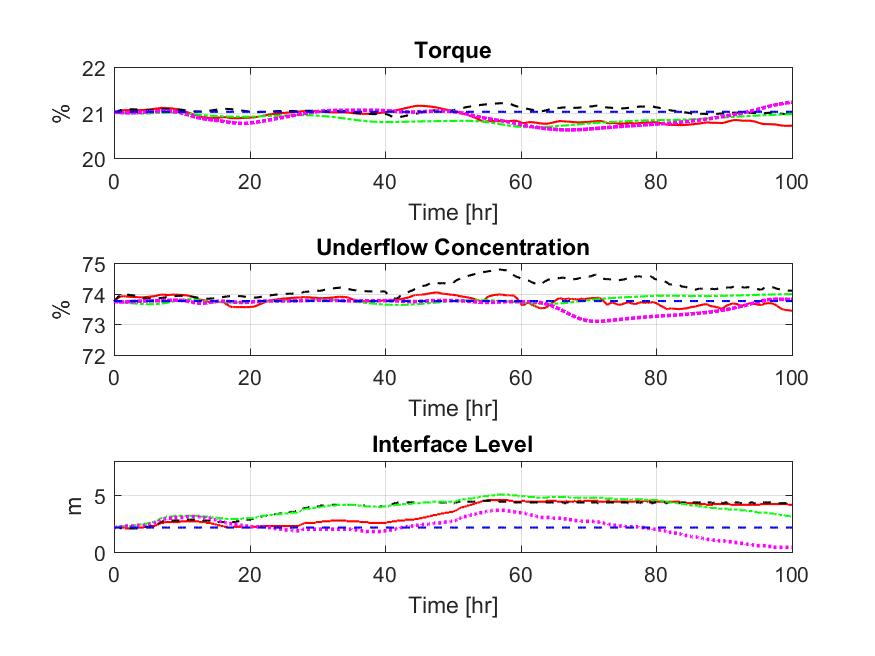 Torque
22
21
20
%
0 20 40 60 80 100
Time [hr]
Underflow Concentration
75
74
73
72
%
0 20 40 60 80 100
Time [hr]
Interface Level
5
0
m
0 20 40 60 80 100
Time [hr]